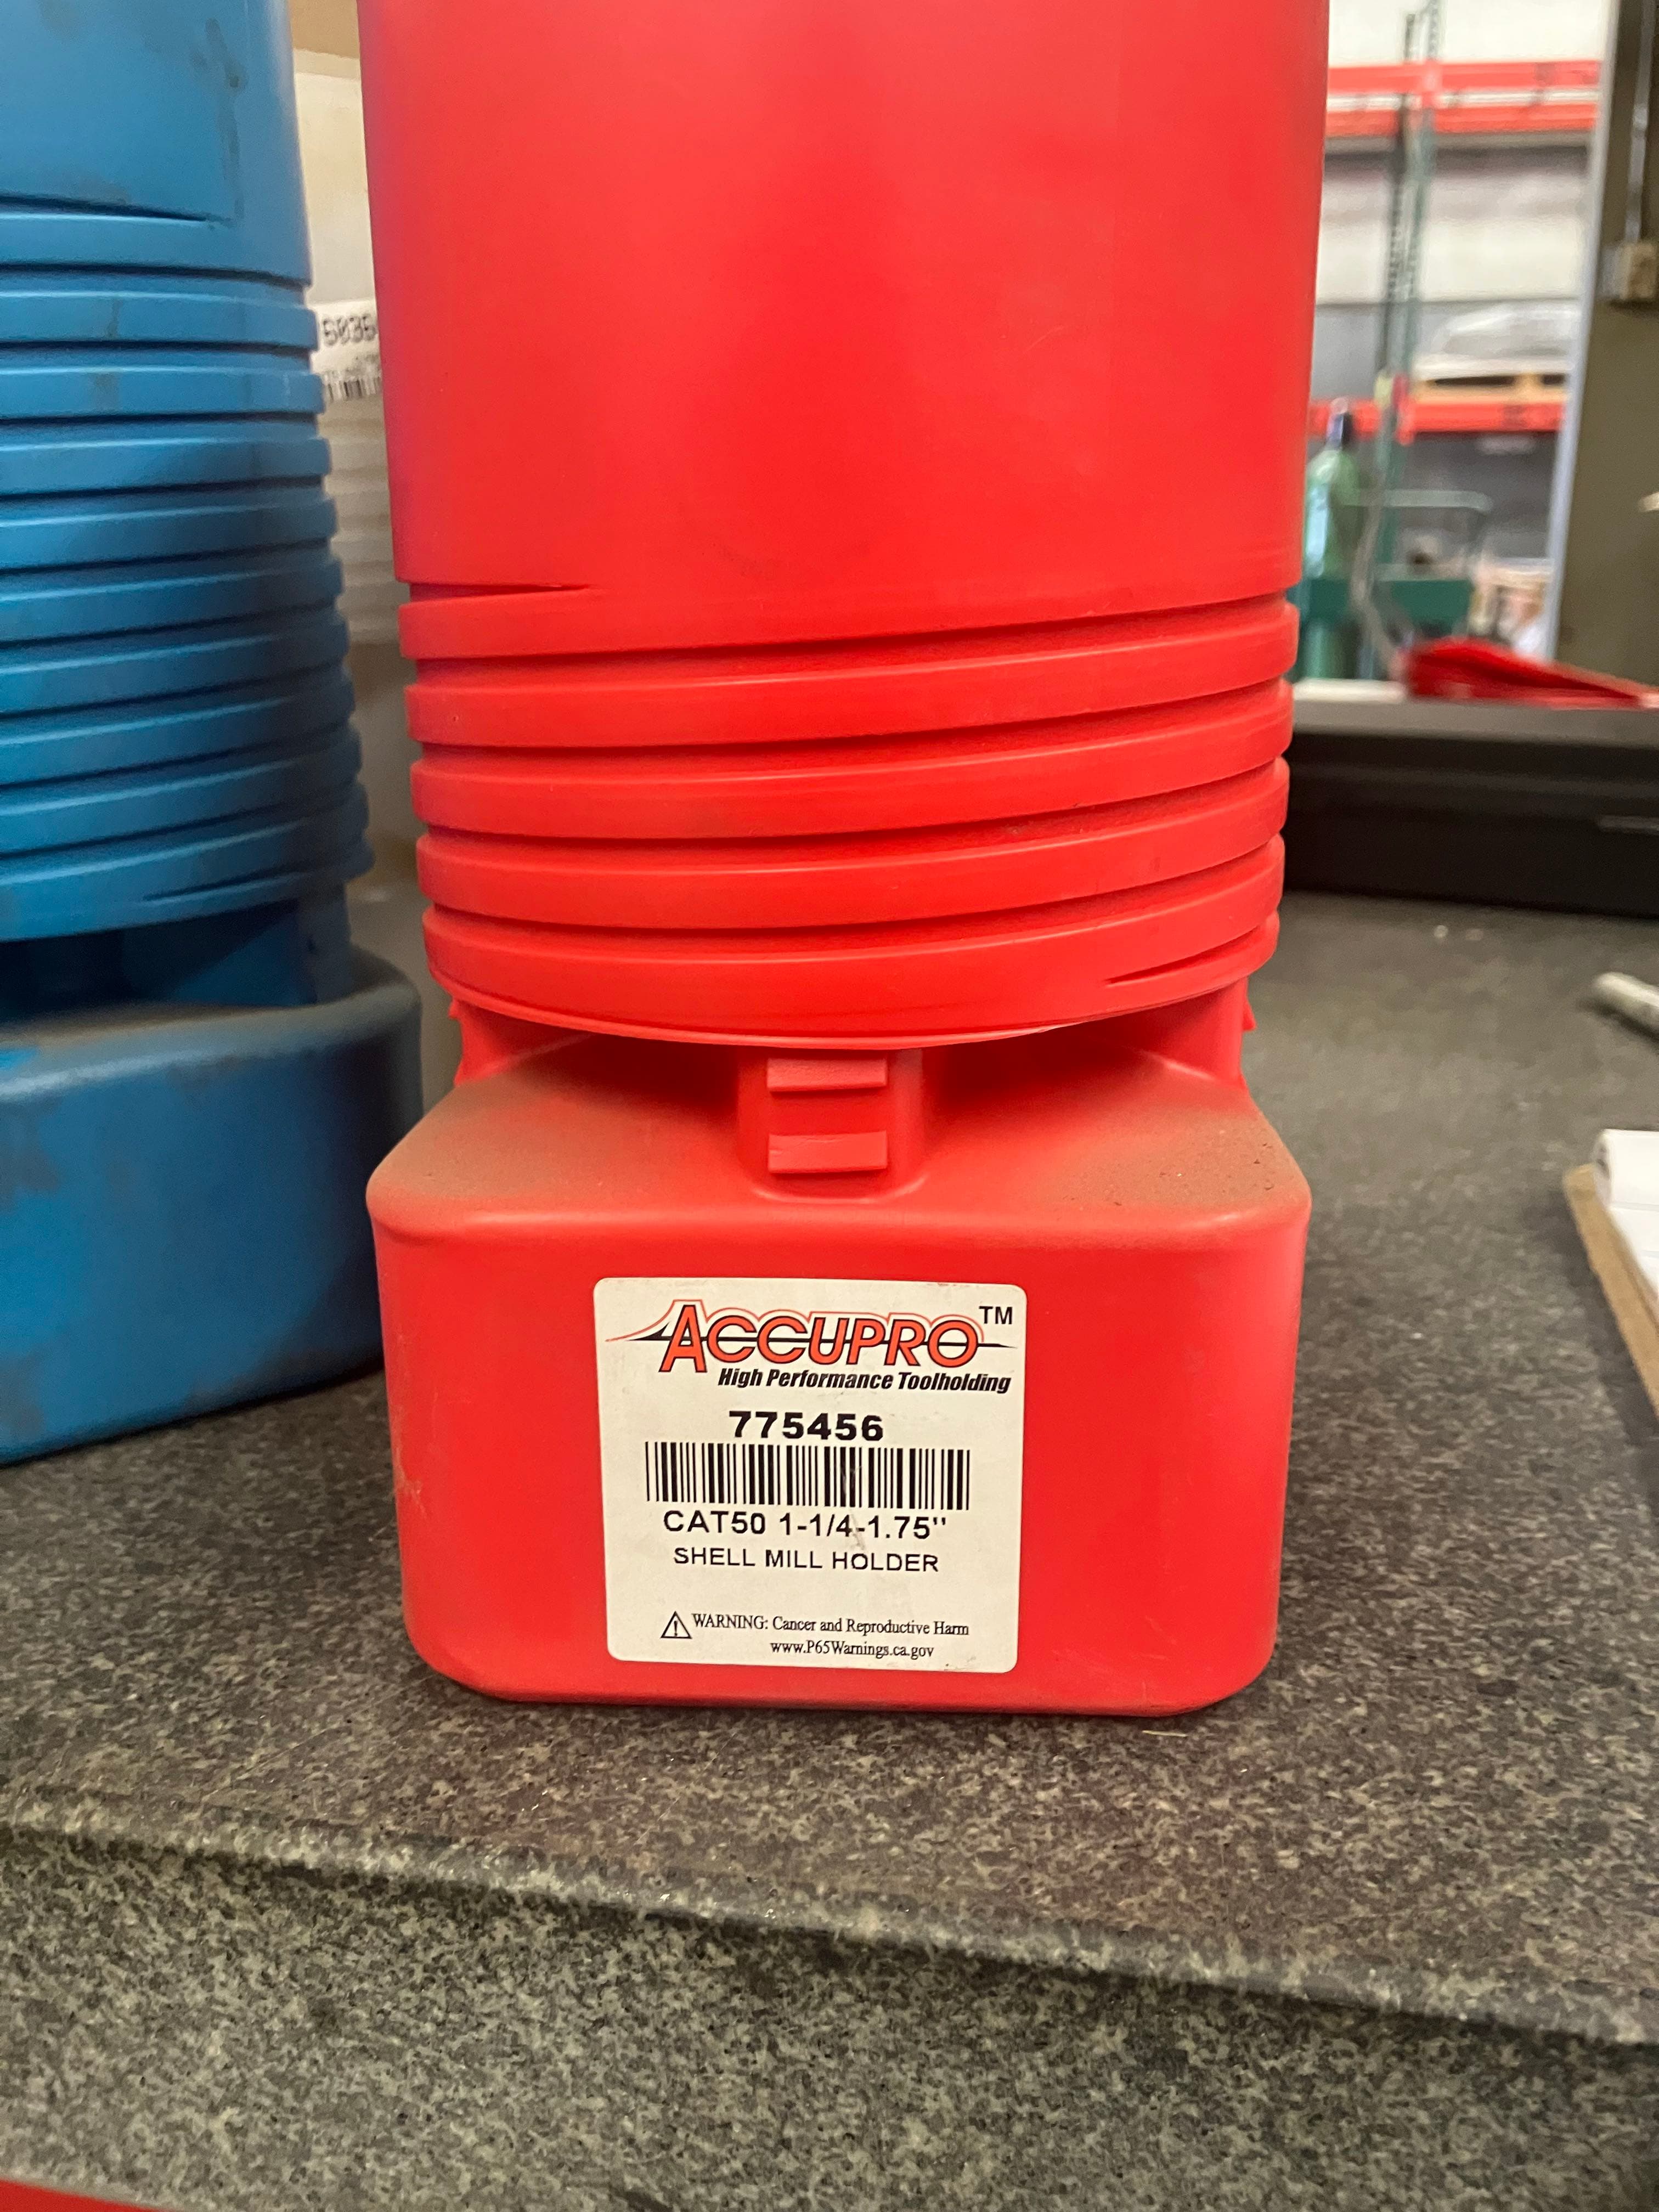 ACCUPRO™
High Performance Toolholding
775456
CAT50 1-1/4-1.75"
SHELL MILL HOLDER
⚠ WARNING: Cancer and Reproductive Harm
www.P65Warnings.ca.gov